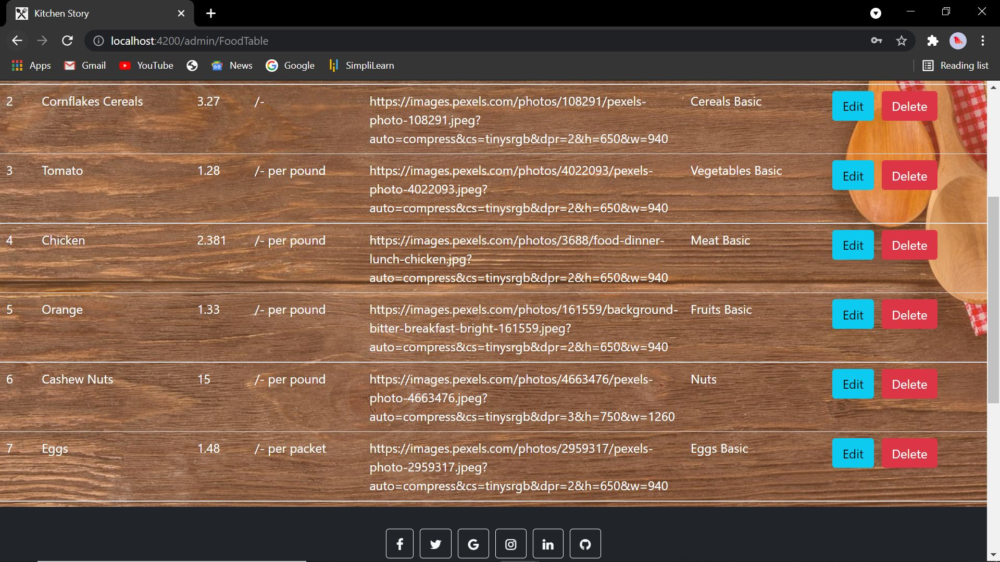 Kitchen Story
localhost:4200/admin/FoodTable
Apps Gmail YouTube News Google SimpliLearn Reading list
2 Cornflakes Cereals 3.27 /- https://images.pexels.com/photos/108291/pexels- Cereals Basic Edit Delete
photo-108291.jpeg?
auto=compress&cs=tinysrgb&dpr=2&h=650&w=940
3 Tomato 1.28 /- per pound https://images.pexels.com/photos/4022093/pexels- Vegetables Basic Edit Delete
photo-4022093.jpeg?
auto=compress&cs=tinysrgb&dpr=2&h=650&w=940
4 Chicken 2.381 /- per pound https://images.pexels.com/photos/3688/food-dinner- Meat Basic Edit Delete
lunch-chicken.jpg?
auto=compress&cs=tinysrgb&dpr=2&h=650&w=940
5 Orange 1.33 /- per pound https://images.pexels.com/photos/161559/background- Fruits Basic Edit Delete
bitter-breakfast-bright-161559.jpeg?
auto=compress&cs=tinysrgb&dpr=2&h=650&w=940
6 Cashew Nuts 15 /- per pound https://images.pexels.com/photos/4663476/pexels- Nuts Edit Delete
photo-4663476.jpeg?
auto=compress&cs=tinysrgb&dpr=3&h=750&w=1260
7 Eggs 1.48 /- per packet https://images.pexels.com/photos/2959317/pexels- Eggs Basic Edit Delete
photo-2959317.jpeg?
auto=compress&cs=tinysrgb&dpr=2&h=650&w=940